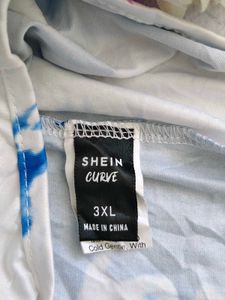 SHEIN
CURVE
3XL
MADE IN CHINA
Cold Gentle, With